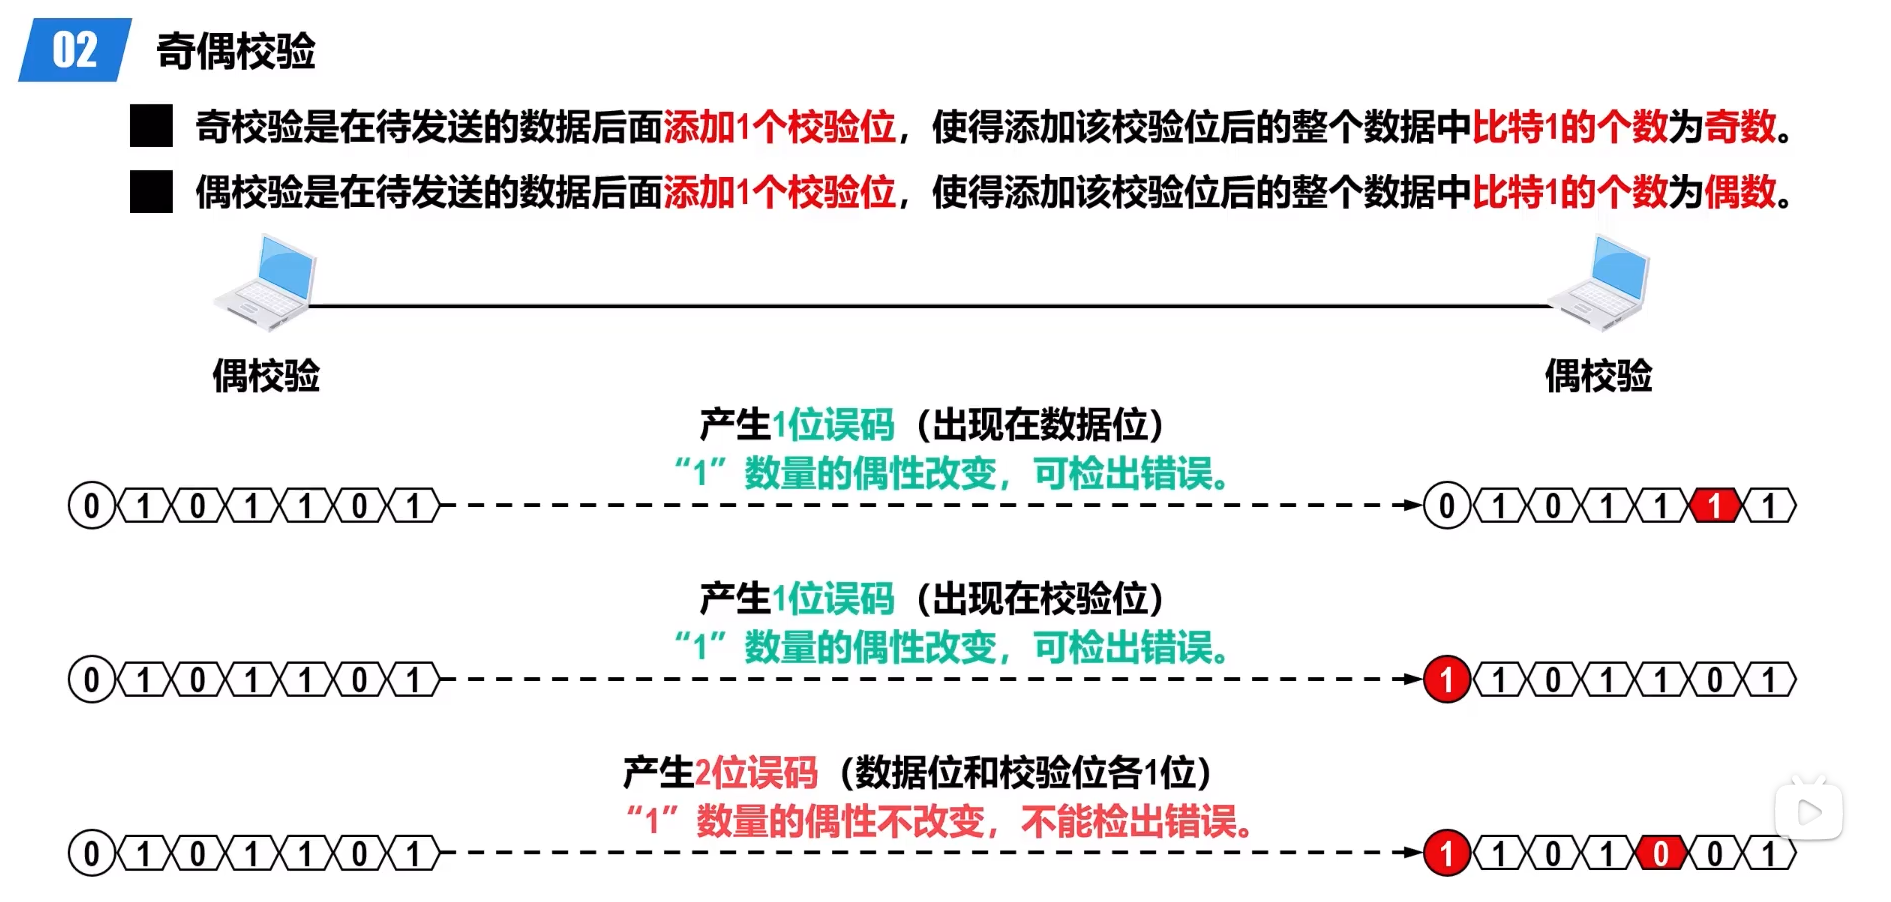 02 奇偶校验
奇校验是在待发送的数据后面添加1个校验位，使得添加该校验位后的整个数据中比特1的个数为奇数。
偶校验是在待发送的数据后面添加1个校验位，使得添加该校验位后的整个数据中比特1的个数为偶数。
偶校验 偶校验
产生1位误码（出现在数据位）
“1”数量的偶性改变，可检出错误。
0 1 0 1 1 0 1 0 1 0 1 1 1 1
产生1位误码（出现在校验位）
“1”数量的偶性改变，可检出错误。
0 1 0 1 1 0 1 1 1 0 1 1 0 1
产生2位误码（数据位和校验位各1位）
“1”数量的偶性不改变，不能检出错误。
0 1 0 1 1 0 1 1 1 0 1 0 0 1